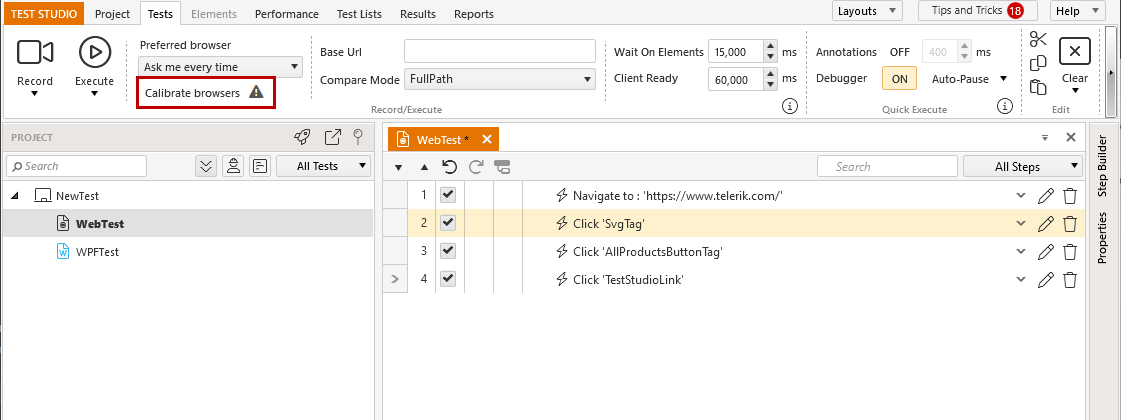 TEST STUDIO Project Tests Elements Performance Test Lists Results Reports Layouts Tips and Tricks 18 Help
Preferred browser
Ask me every time
Calibrate browsers
Record
Execute
Base Url
Compare Mode FullPath
Record/Execute
Wait On Elements 15,000 ms
Client Ready 60,000 ms
Annotations OFF 400 ms
Debugger ON Auto-Pause
Quick Execute
Clear
Edit
PROJECT
Search All Tests
NewTest
WebTest
WPFTest
WebTest *
Search All Steps
1 Navigate to : 'https://www.telerik.com/'
2 Click 'SvgTag'
3 Click 'AllProductsButtonTag'
4 Click 'TestStudioLink'
Step Builder
Properties